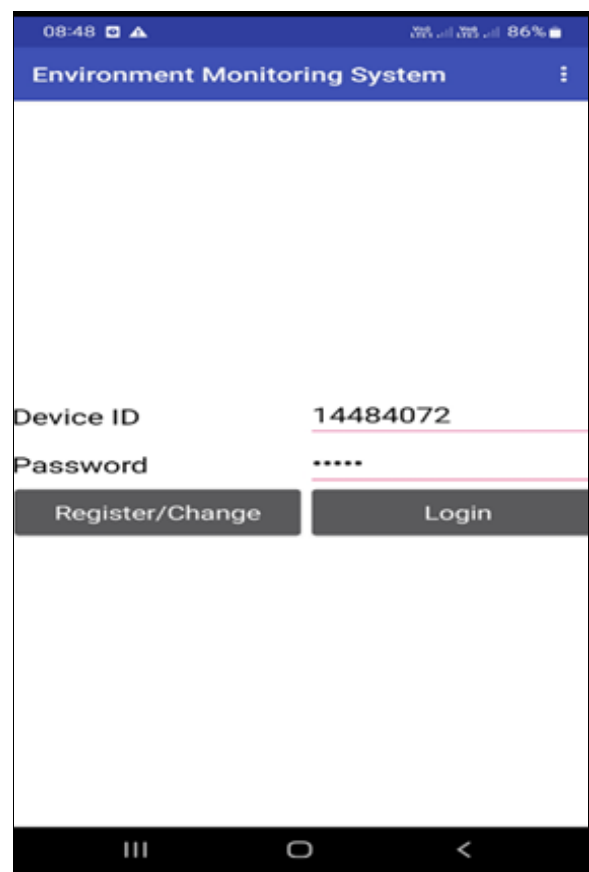 08:48 86%
Environment Monitoring System
Device ID 14484072
Password •••••
Register/Change Login